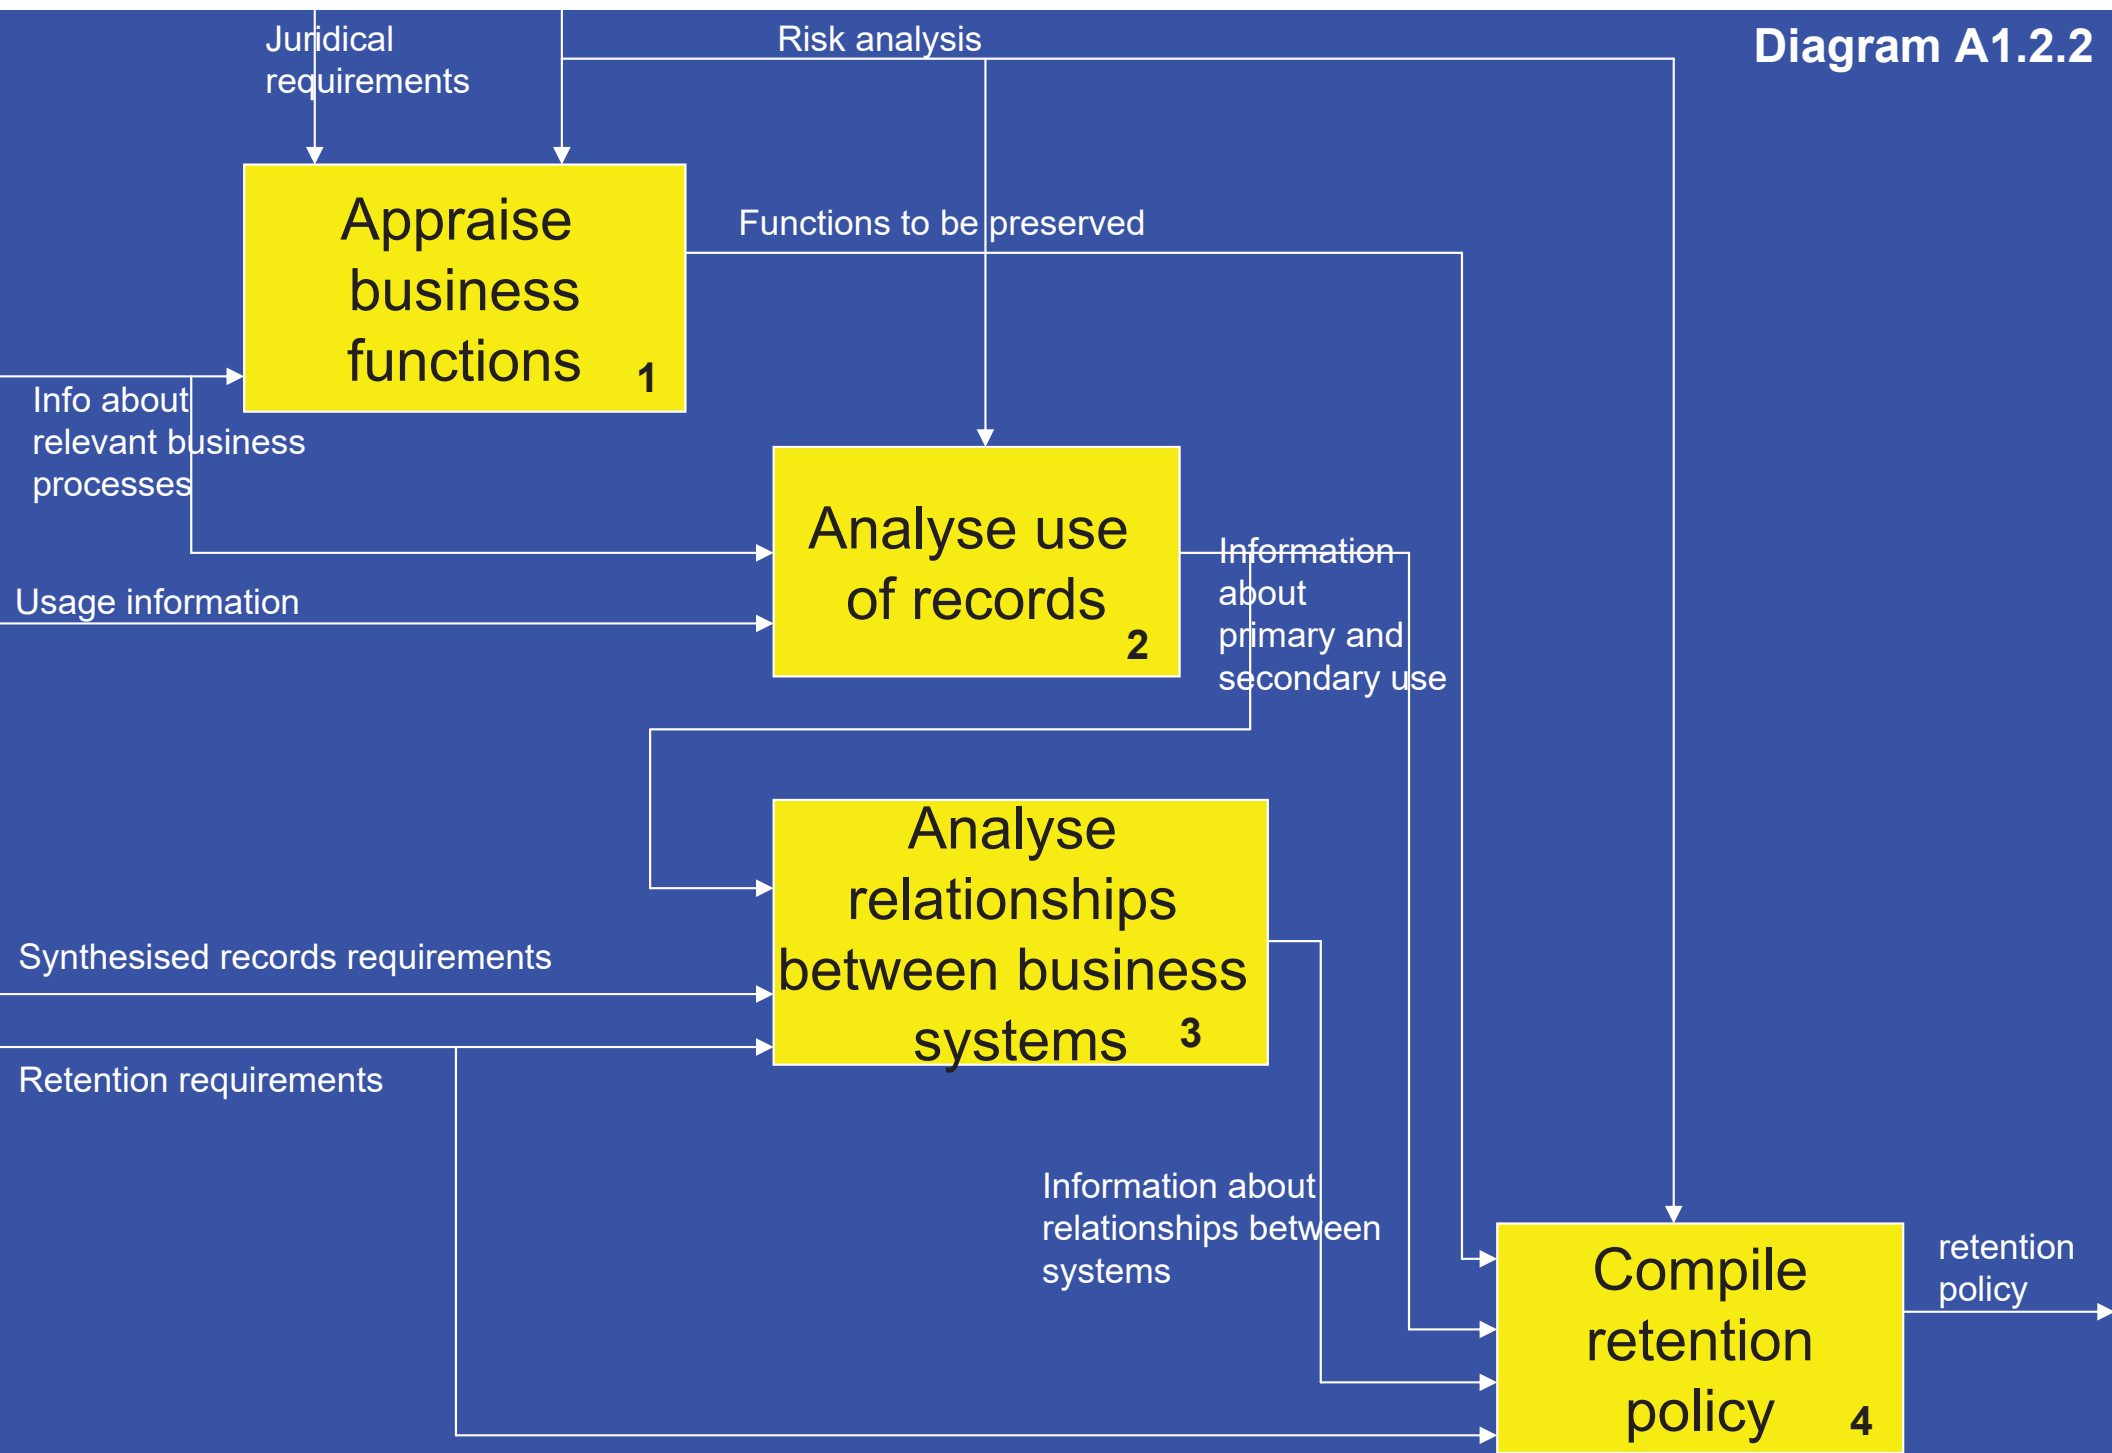 Juridical
requirements
Risk analysis
Diagram A1.2.2
Appraise
business
functions 1
Functions to be preserved
Info about
relevant business
processes
Analyse use
of records
2
Usage information
Information
about
primary and
secondary use
Analyse
relationships
between business
systems 3
Synthesised records requirements
Retention requirements
Information about
relationships between
systems
Compile
retention
policy 4
retention
policy